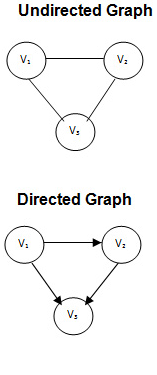 Undirected Graph
V₁ V₂
V₃
Directed Graph
V₁ V₂
V₃